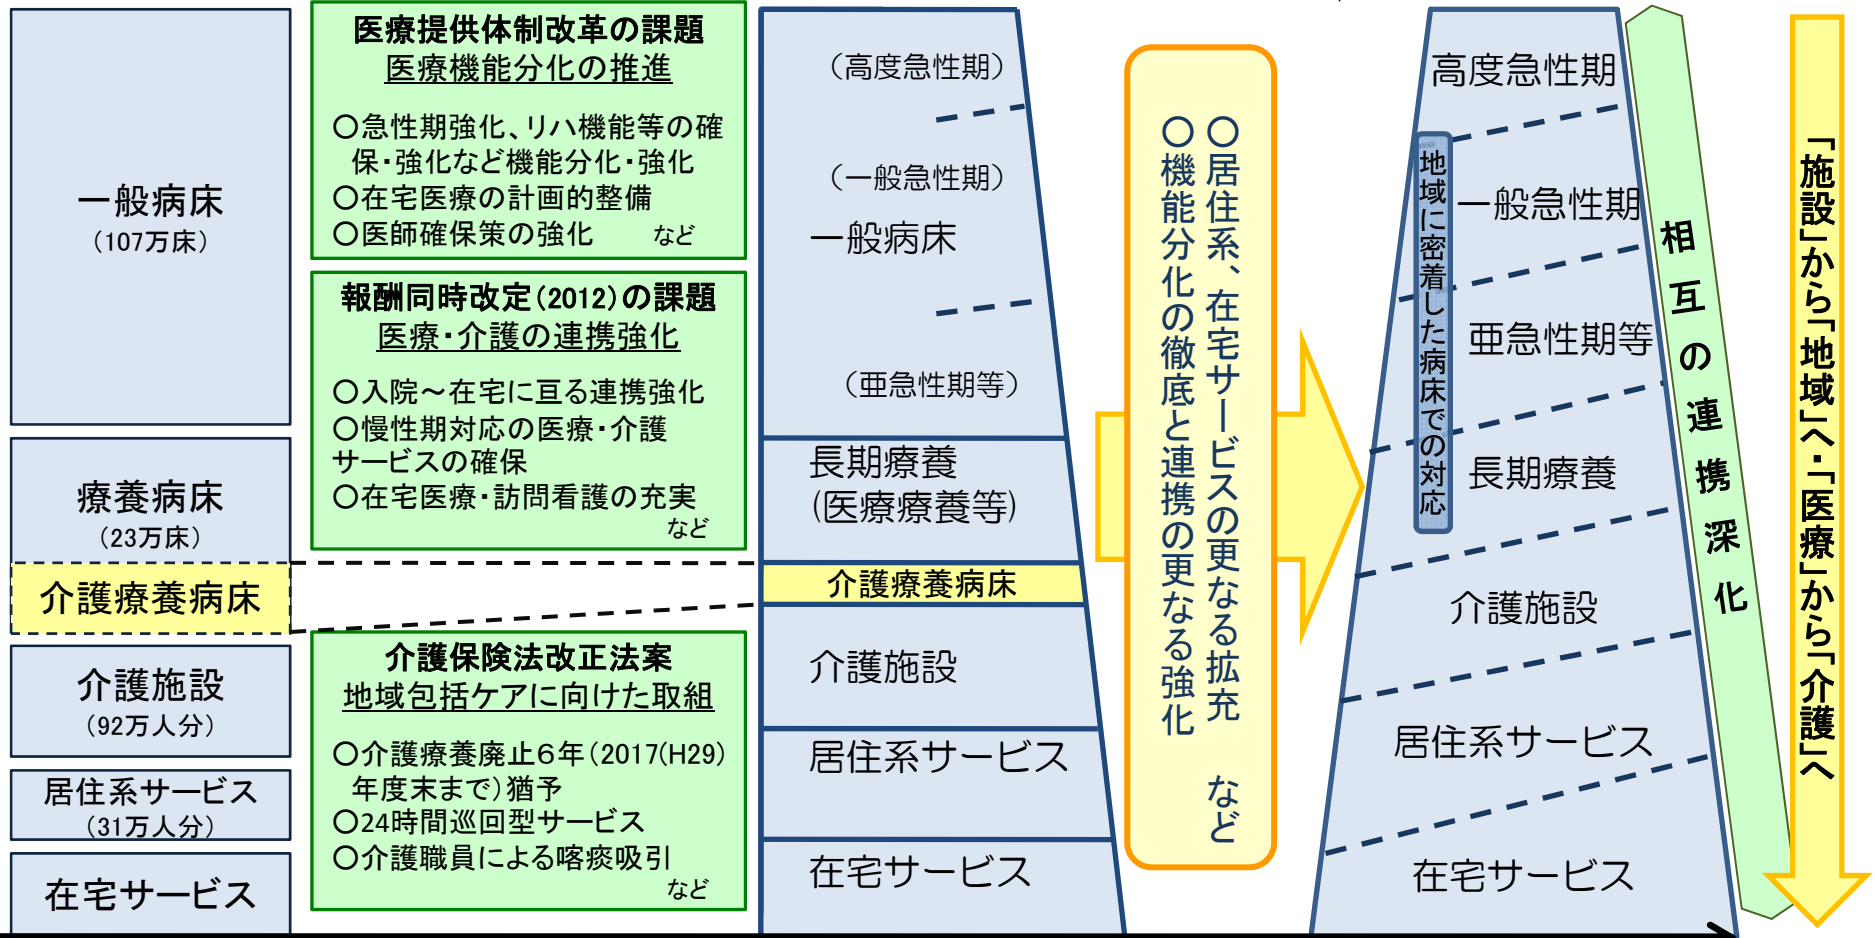 一般病床
（107万床）
療養病床
（23万床）
介護療養病床
介護施設
（92万人分）
居住系サービス
（31万人分）
在宅サービス
医療提供体制改革の課題
医療機能分化の推進
○急性期強化、リハ機能等の確
保・強化など機能分化・強化
○在宅医療の計画的整備
○医師確保策の強化　　など
報酬同時改定（2012）の課題
医療・介護の連携強化
○入院～在宅に亘る連携強化
○慢性期対応の医療・介護
サービスの確保
○在宅医療・訪問看護の充実
など
介護保険法改正法案
地域包括ケアに向けた取組
○介護療養廃止６年（2017(H29)
年度末まで）猶予
○24時間巡回型サービス
○介護職員による喀痰吸引
など
（高度急性期）
（一般急性期）
一般病床
（亜急性期等）
長期療養
（医療療養等）
介護療養病床
介護施設
居住系サービス
在宅サービス
○居住系、在宅サービスの更なる拡充　など
○機能分化の徹底と連携の更なる強化
高度急性期
一般急性期
亜急性期等
長期療養
介護施設
居住系サービス
在宅サービス
地域に密着した病床での対応
相互の連携深化
「施設」から「地域」へ・「医療」から「介護」へ